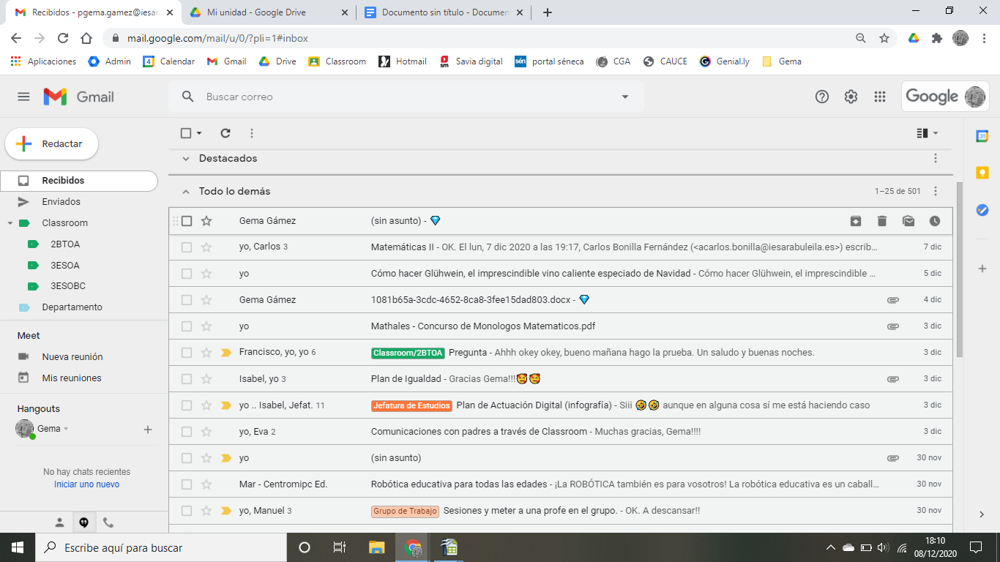 Recibidos - pgema.gamez@iesara
Mi unidad - Google Drive
Documento sin título - Documen
mail.google.com/mail/u/0/?pli=1#inbox
Aplicaciones
Admin
Calendar
Gmail
Drive
Classroom
Hotmail
Savia digital
portal séneca
CGA
CAUCE
Genial.ly
Gema
Gmail
Buscar correo
Google
Redactar
Destacados
Recibidos
Enviados
Classroom
2BTOA
3ESOA
3ESOBC
Departamento
Meet
Nueva reunión
Mis reuniones
Hangouts
Gema
No hay chats recientes
Iniciar uno nuevo
Todo lo demás 1–25 de 501
Gema Gámez (sin asunto) - 💎
yo, Carlos 3 Matemáticas II - OK. El lun, 7 dic 2020 a las 19:17, Carlos Bonilla Fernández (<acarlos.bonilla@iesarabuleila.es>) escrib… 7 dic
yo Cómo hacer Glühwein, el imprescindible vino caliente especiado de Navidad - Cómo hacer Glühwein, el imprescindible … 5 dic
Gema Gámez 1081b65a-3cdc-4652-8ca8-3fee15dad803.docx - 💎 4 dic
yo Mathales - Concurso de Monologos Matematicos.pdf 3 dic
Francisco, yo, yo 6 Classroom/2BTOA Pregunta - Ahhh okey okey, bueno mañana hago la prueba. Un saludo y buenas noches. 3 dic
Isabel, yo 3 Plan de Igualdad - Gracias Gema!!!🥰🥰 3 dic
yo .. Isabel, Jefat. 11 Jefatura de Estudios Plan de Actuación Digital (infografía) - Siii 🤣🤣 aunque en alguna cosa sí me está haciendo caso 3 dic
yo, Eva 2 Comunicaciones con padres a través de Classroom - Muchas gracias, Gema!!!! 3 dic
yo (sin asunto) 30 nov
Mar - Centromipc Ed. Robótica educativa para todas las edades - ¡La ROBÓTICA también es para vosotros! La robótica educativa es un caball… 30 nov
yo, Manuel 3 Grupo de Trabajo Sesiones y meter a una profe en el grupo. - OK. A descansar!! 30 nov
Escribe aquí para buscar
18:10
08/12/2020